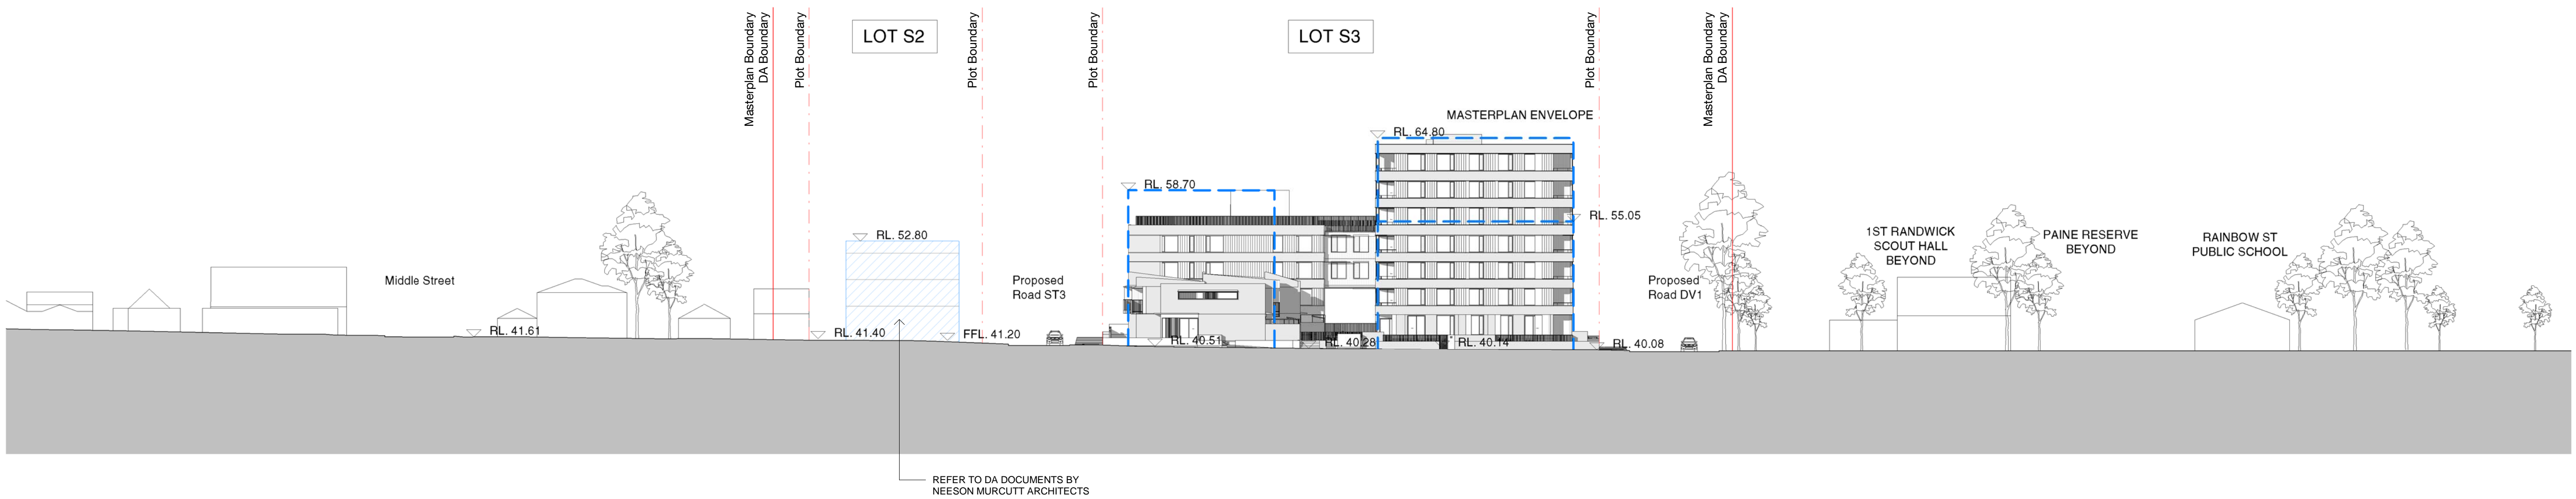 Masterplan Boundary
DA Boundary
Plot Boundary
LOT S2
Plot Boundary
Plot Boundary
LOT S3
Plot Boundary
Masterplan Boundary
DA Boundary
MASTERPLAN ENVELOPE
RL. 64.80
RL. 58.70
RL. 55.05
RL. 52.80
1ST RANDWICK
SCOUT HALL
BEYOND
PAINE RESERVE
BEYOND
RAINBOW ST
PUBLIC SCHOOL
Middle Street
Proposed
Road ST3
Proposed
Road DV1
RL. 41.61
RL. 41.40
FFL. 41.20
RL. 40.51
RL. 40.28
RL. 40.14
RL. 40.08
REFER TO DA DOCUMENTS BY
NEESON MURCUTT ARCHITECTS